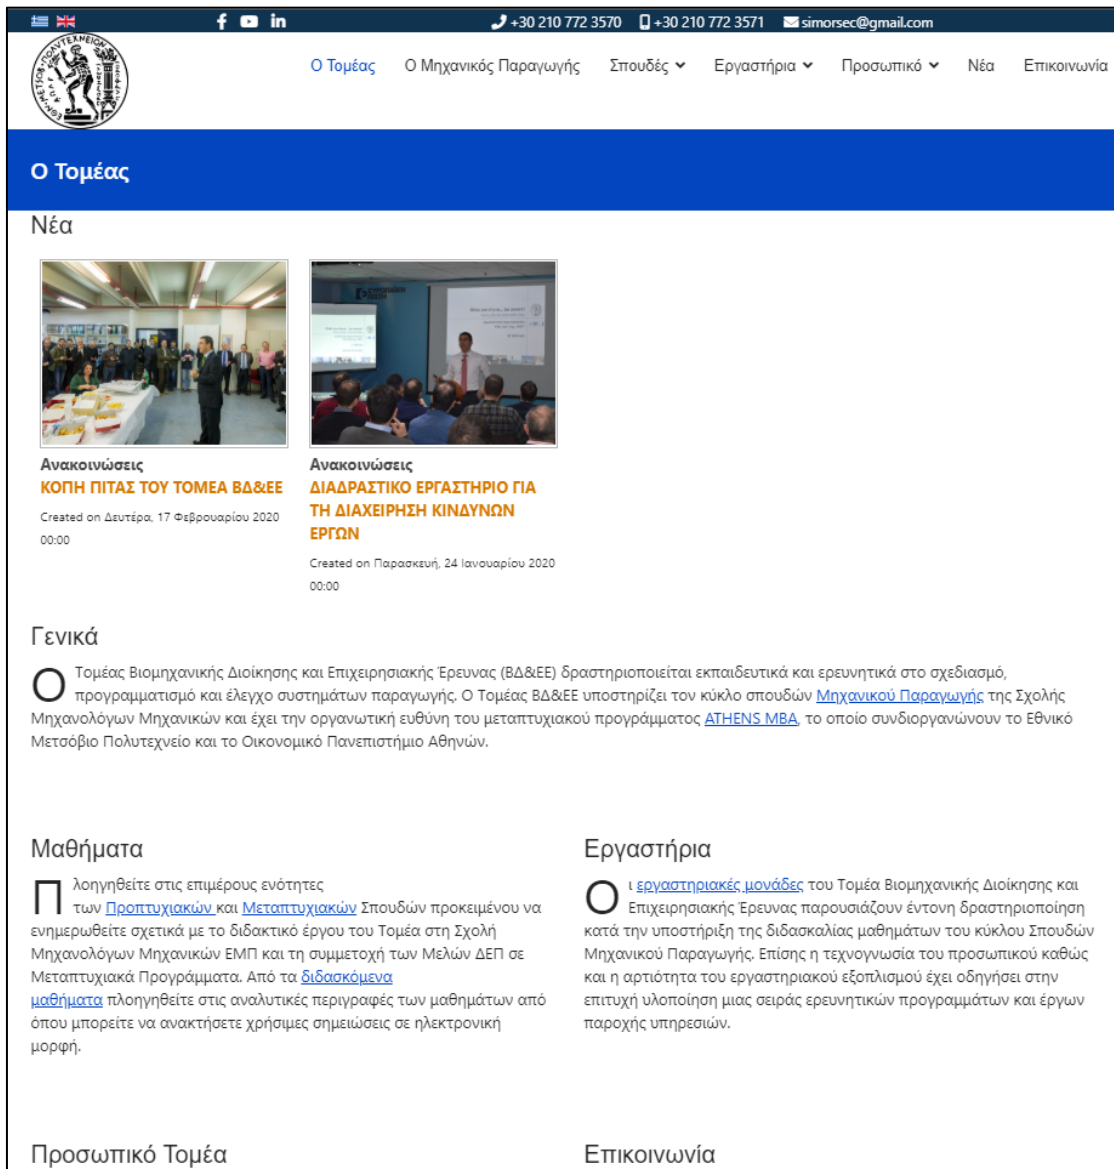 +30 210 772 3570 +30 210 772 3571 simorsec@gmail.com
Ο Τομέας Ο Μηχανικός Παραγωγής Σπουδές Εργαστήρια Προσωπικό Νέα Επικοινωνία
Ο Τομέας
Νέα
Ανακοινώσεις
ΚΟΠΗ ΠΙΤΑΣ ΤΟΥ ΤΟΜΕΑ ΒΔ&ΕΕ
Created on Δευτέρα, 17 Φεβρουαρίου 2020
00:00
Ανακοινώσεις
ΔΙΑΔΡΑΣΤΙΚΟ ΕΡΓΑΣΤΗΡΙΟ ΓΙΑ
ΤΗ ΔΙΑΧΕΙΡΗΣΗ ΚΙΝΔΥΝΩΝ
ΕΡΓΩΝ
Created on Παρασκευή, 24 Ιανουαρίου 2020
00:00
Γενικά
Ο Τομέας Βιομηχανικής Διοίκησης και Επιχειρησιακής Έρευνας (ΒΔ&ΕΕ) δραστηριοποιείται εκπαιδευτικά και ερευνητικά στο σχεδιασμό,
προγραμματισμό και έλεγχο συστημάτων παραγωγής. Ο Τομέας ΒΔ&ΕΕ υποστηρίζει τον κύκλο σπουδών Μηχανικού Παραγωγής της Σχολής
Μηχανολόγων Μηχανικών και έχει την οργανωτική ευθύνη του μεταπτυχιακού προγράμματος ATHENS MBA, το οποίο συνδιοργανώνουν το Εθνικό
Μετσόβιο Πολυτεχνείο και το Οικονομικό Πανεπιστήμιο Αθηνών.
Μαθήματα
Πλοηγηθείτε στις επιμέρους ενότητες
των Προπτυχιακών και Μεταπτυχιακών Σπουδών προκειμένου να
ενημερωθείτε σχετικά με το διδακτικό έργου του Τομέα στη Σχολή
Μηχανολόγων Μηχανικών ΕΜΠ και τη συμμετοχή των Μελών ΔΕΠ σε
Μεταπτυχιακά Προγράμματα. Από τα διδασκόμενα
μαθήματα πλοηγηθείτε στις αναλυτικές περιγραφές των μαθημάτων από
όπου μπορείτε να ανακτήσετε χρήσιμες σημειώσεις σε ηλεκτρονική
μορφή.
Εργαστήρια
Οι εργαστηριακές μονάδες του Τομέα Βιομηχανικής Διοίκησης και
Επιχειρησιακής Έρευνας παρουσιάζουν έντονη δραστηριοποίηση
κατά την υποστήριξη της διδασκαλίας μαθημάτων του κύκλου Σπουδών
Μηχανικού Παραγωγής. Επίσης η τεχνογνωσία του προσωπικού καθώς
και η αρτιότητα του εργαστηριακού εξοπλισμού έχει οδηγήσει στην
επιτυχή υλοποίηση μιας σειράς ερευνητικών προγραμμάτων και έργων
παροχής υπηρεσιών.
Προσωπικό Τομέα
Επικοινωνία